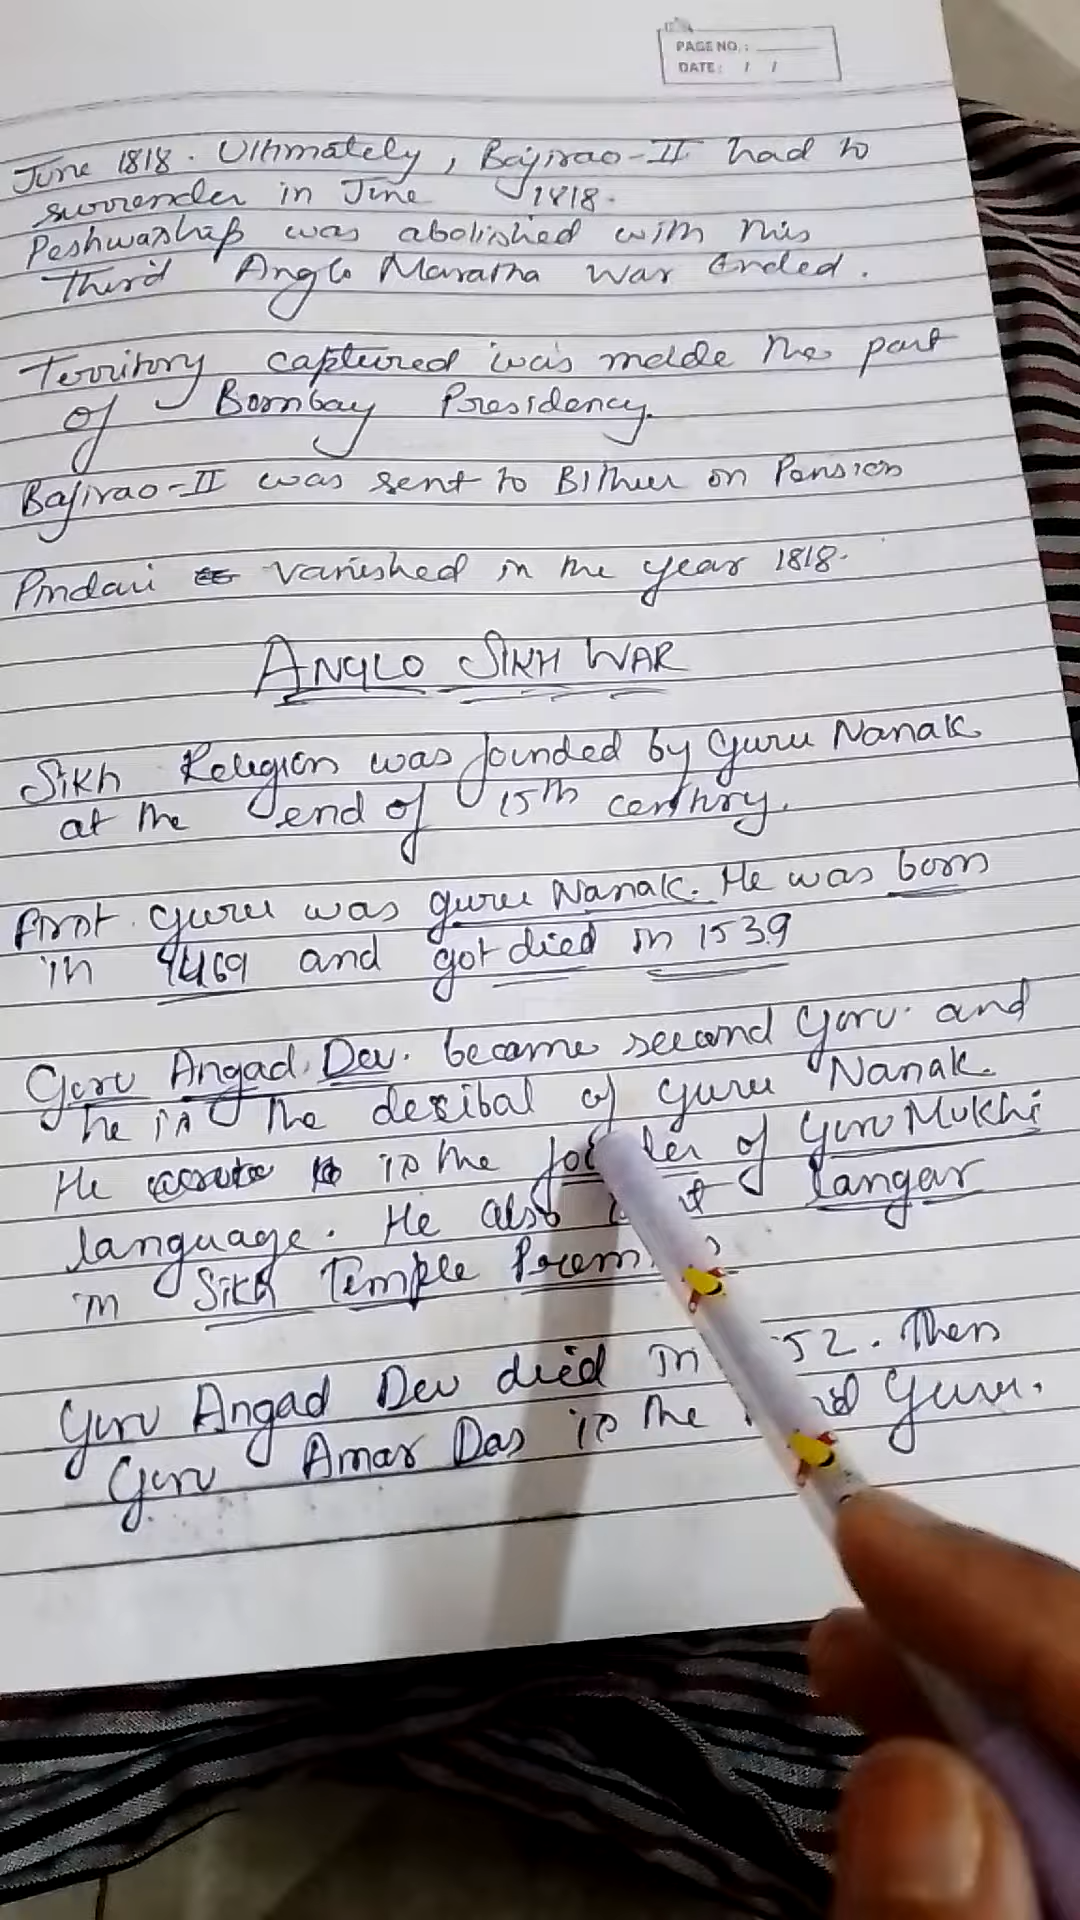 PAGE NO. :
DATE : / /
June 1818. Ultimately, Bajirao-II had to
surrender in June 1818.
Peshwaship was abolished with this
Third Anglo Maratha War Ended.
Territory captured was made the part
of Bombay Presidency.
Bajirao-II was sent to Bithur on Pension
Pindari vanished in the year 1818.
ANGLO SIKH WAR
Sikh Religion was founded by Guru Nanak
at the end of 15th century.
First Guru was Guru Nanak. He was born
in 1469 and got died in 1539
Guru Angad Dev. became second Guru. and
he is the desibal of Guru Nanak.
He is the of Guru Mukhi
language. He also langar
in Sikh Temple
Guru Angad Dev died in 52. Then
Guru Amar Das is the Guru.